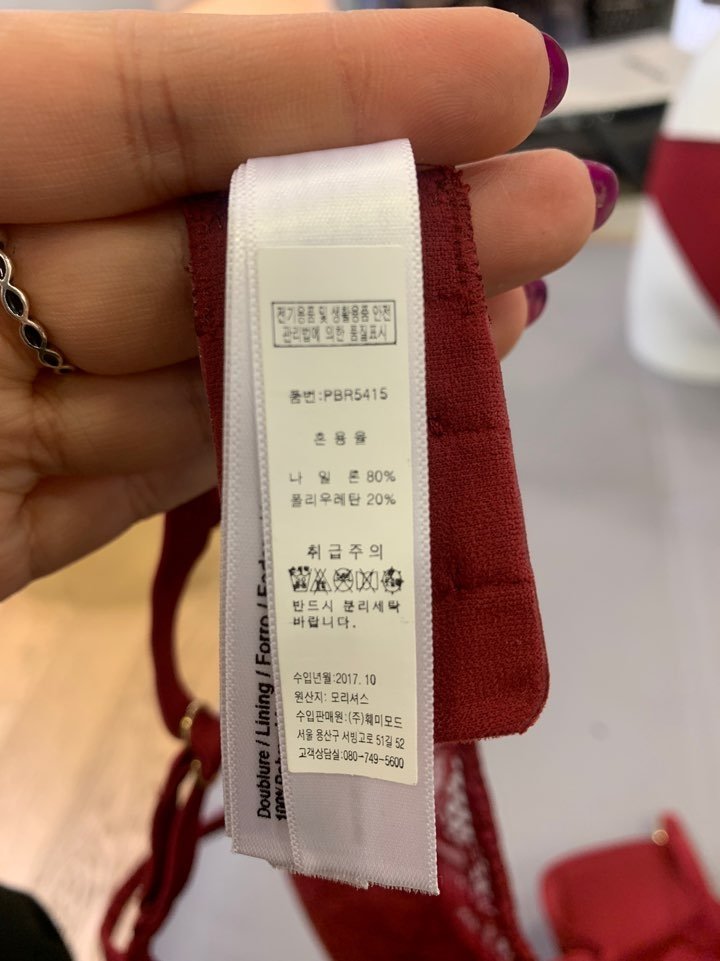 전기용품 및 생활용품 안전
관리법에 의한 품질표시
품번:PBR5415
혼용율
나 일 론 80%
폴리우레탄 20%
취급주의
반드시 분리세탁
바랍니다.
수입년월:2017. 10
원산지: 모리셔스
수입판매원:(주)훼미모드
서울 용산구 서빙고로 51길 52
고객상담실:080-749-5600
Doublure / Lining / Forro /
100%